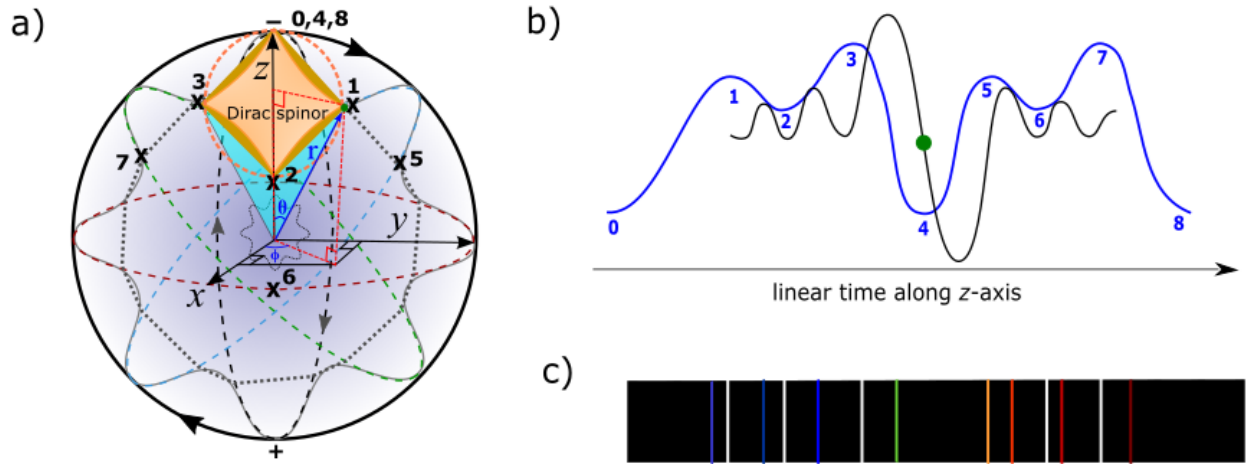 a)
− 0,4,8
z
3
1
Dirac spinor
r
7
5
2
θ
y
ϕ
x
6
+
b)
1
2
3
4
5
6
7
0
8
linear time along z-axis
c)